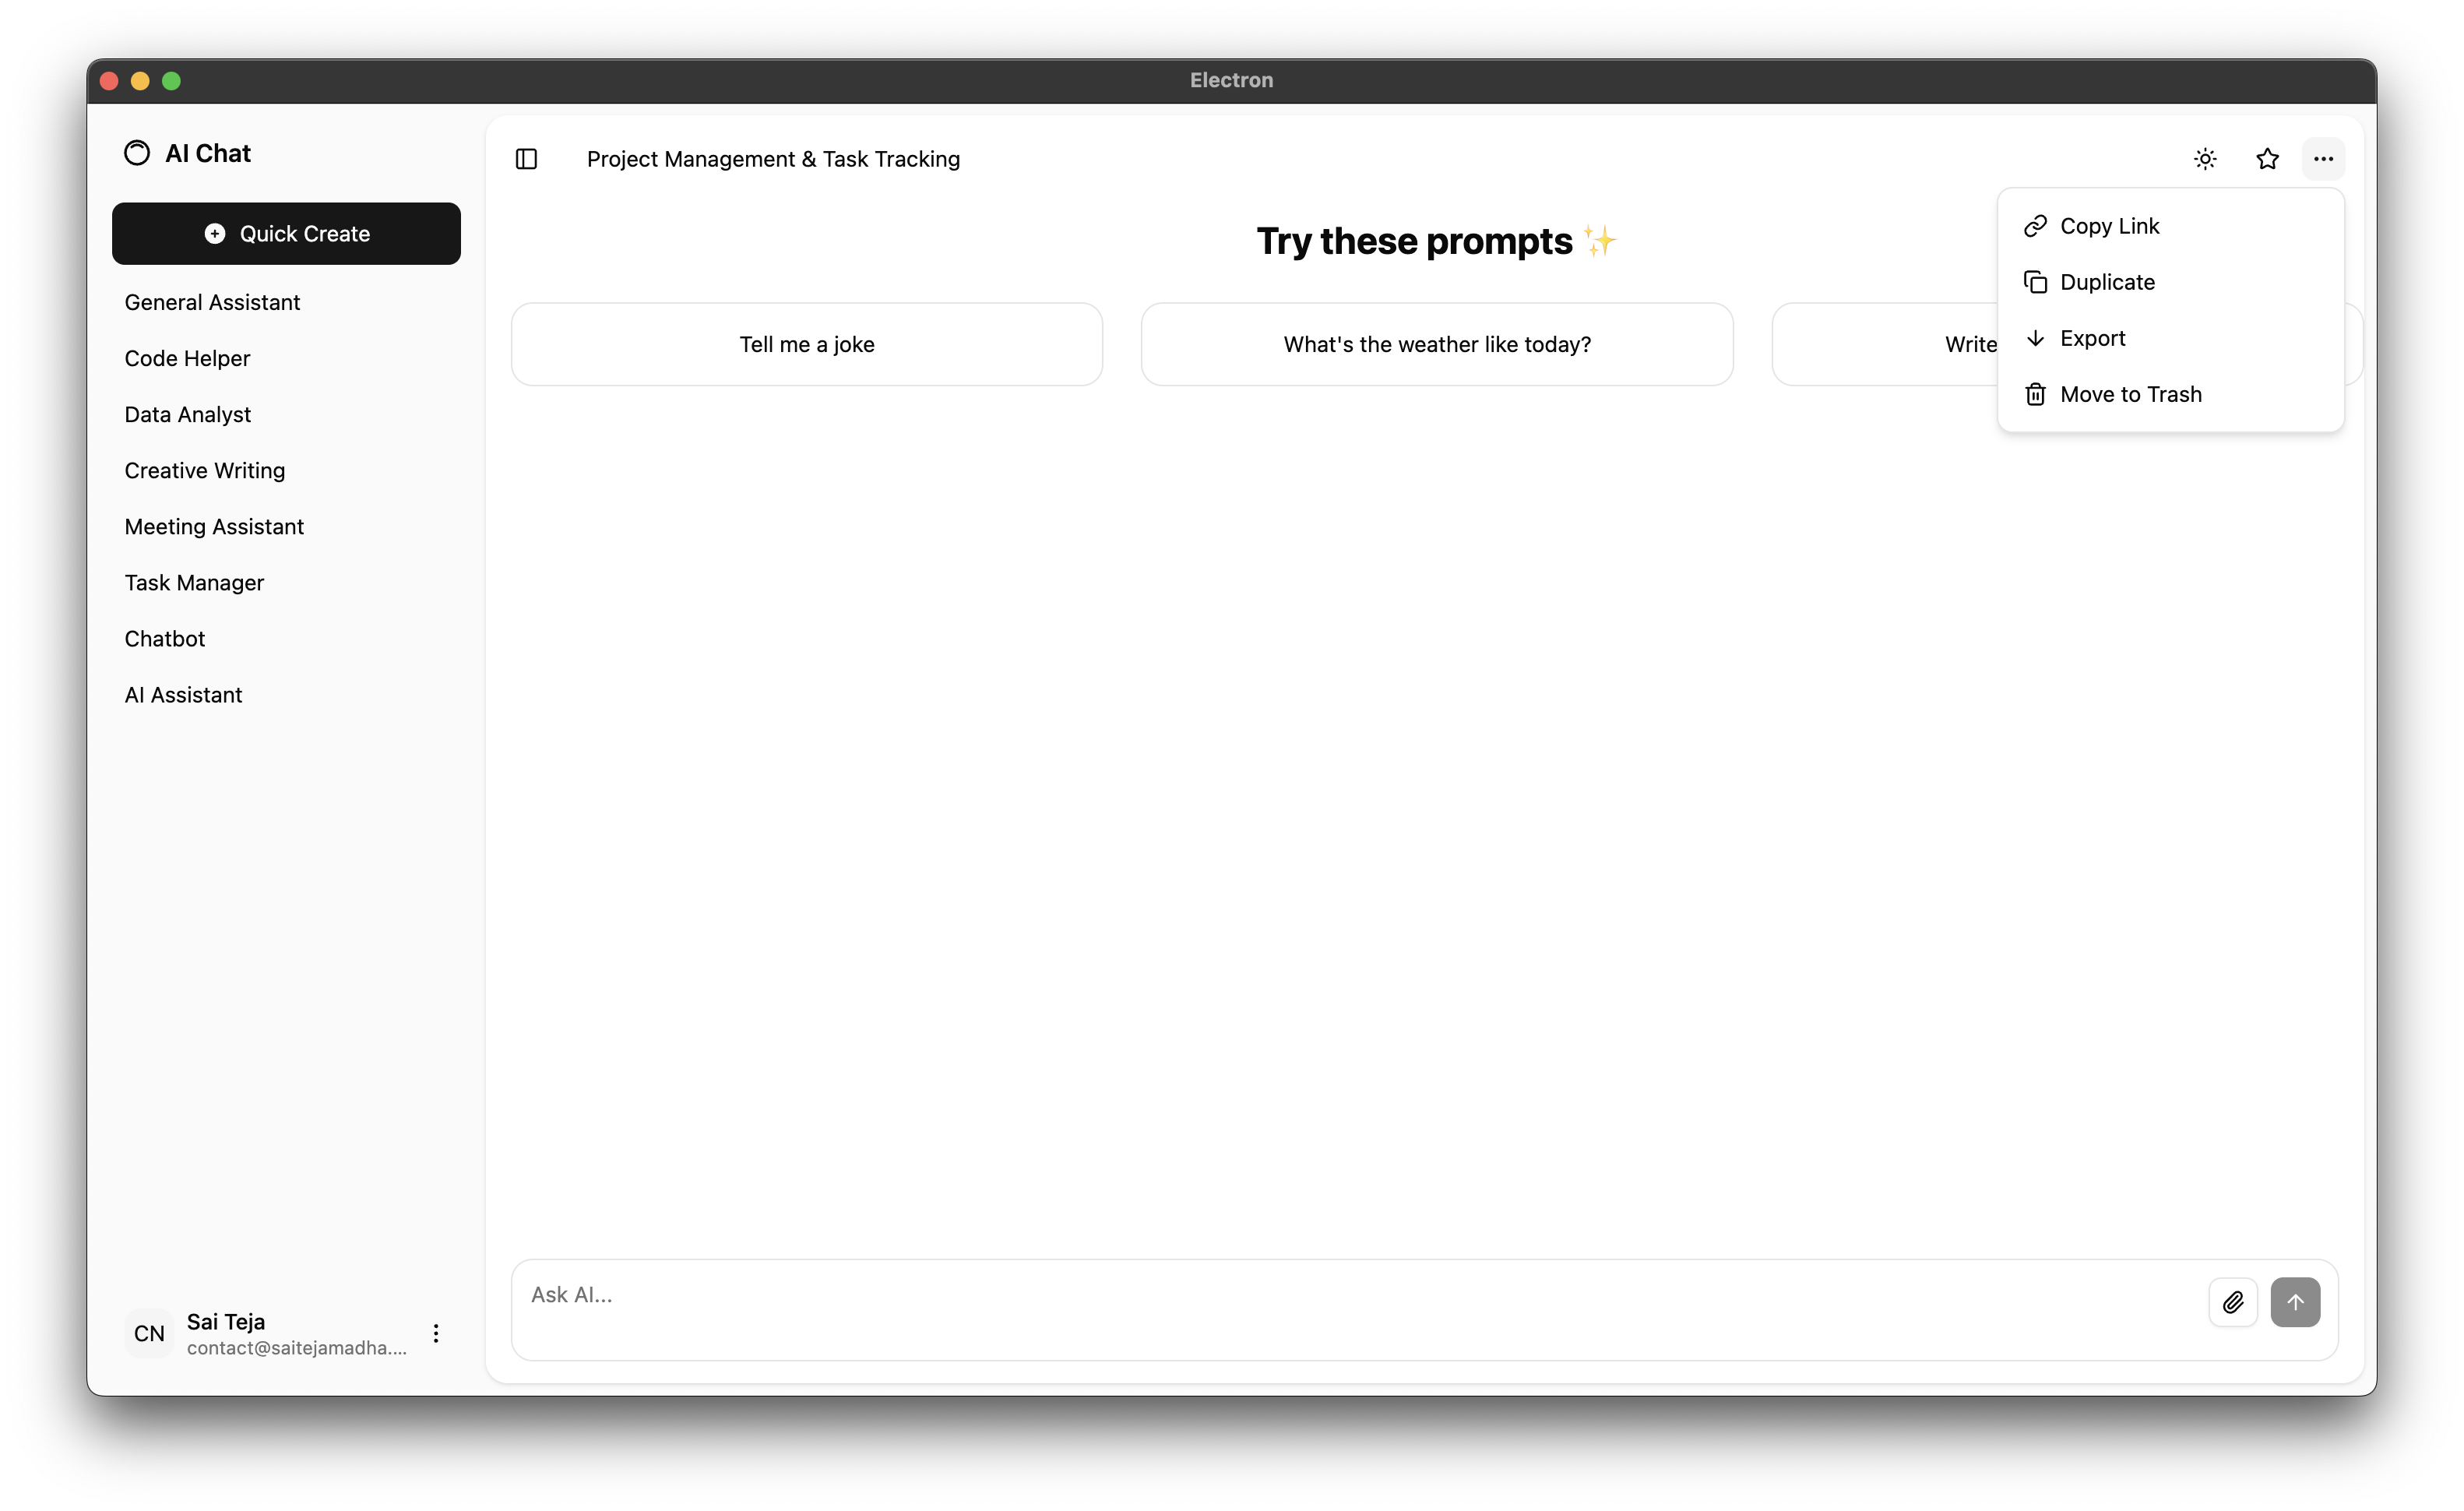 Electron
AI Chat
Quick Create
General Assistant
Code Helper
Data Analyst
Creative Writing
Meeting Assistant
Task Manager
Chatbot
AI Assistant
CN
Sai Teja
contact@saitejamadha....
Project Management & Task Tracking
Try these prompts ✨
Tell me a joke
What's the weather like today?
Write
Copy Link
Duplicate
Export
Move to Trash
Ask AI...